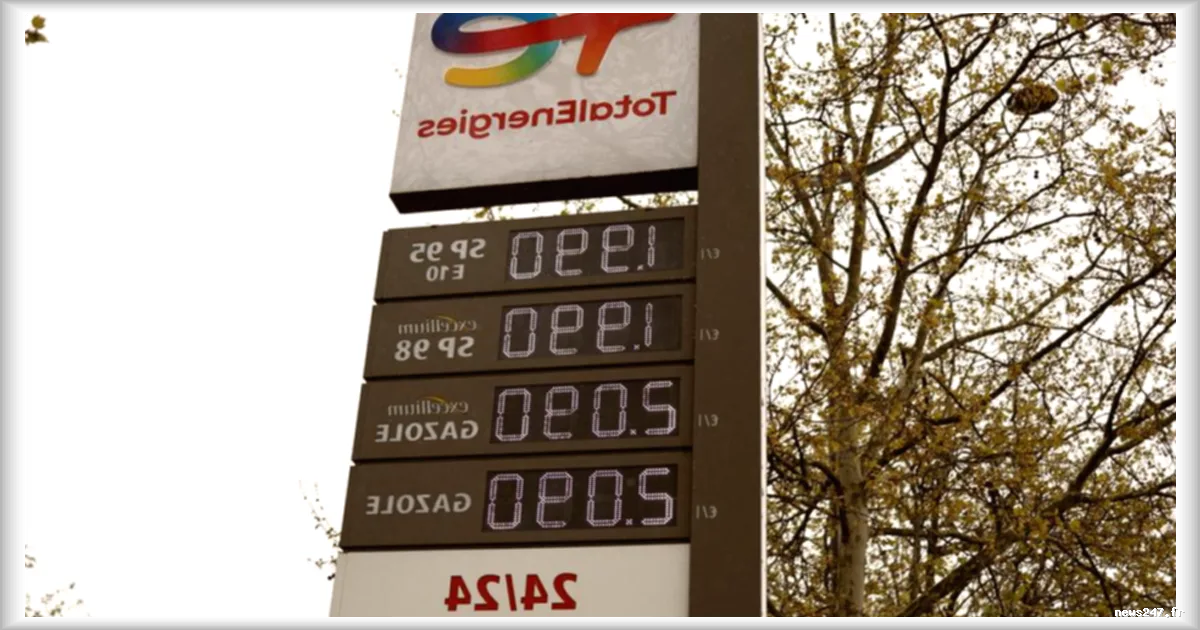 TotalEnergies
€/l 1.990 SP 95
E10
excellium
€/l 1.990 SP 98
excellium
€/l 2.090 GAZOLE
€/l 2.090 GAZOLE
24/24
news247.fr